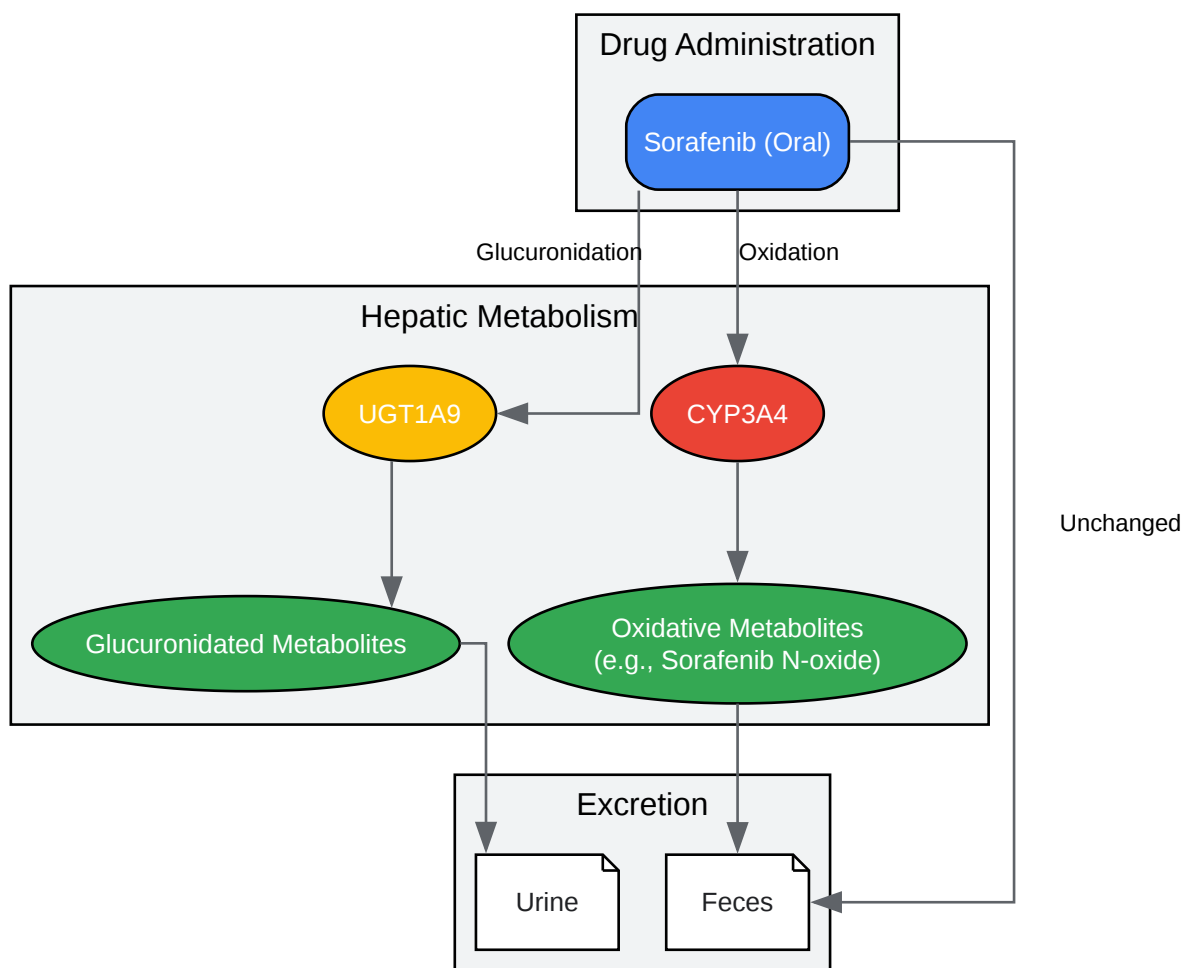 Drug Administration
Sorafenib (Oral)
Glucuronidation
Oxidation
Hepatic Metabolism
UGT1A9
CYP3A4
Unchanged
Glucuronidated Metabolites
Oxidative Metabolites
(e.g., Sorafenib N-oxide)
Excretion
Urine
Feces